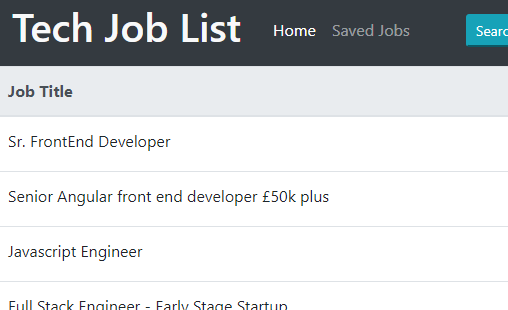 Tech Job List Home Saved Jobs Searc
Job Title
Sr. FrontEnd Developer
Senior Angular front end developer £50k plus
Javascript Engineer
Full Stack Engineer - Early Stage Startup